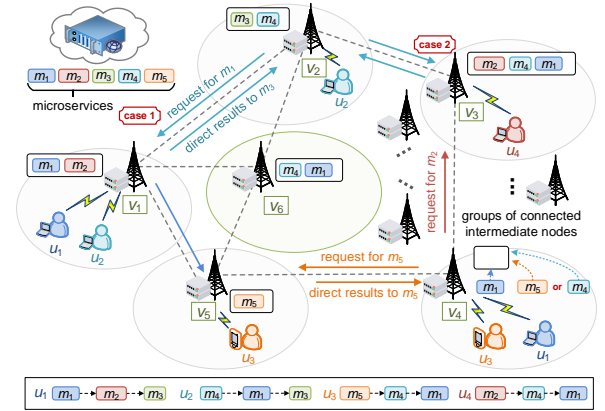 m₃ m₄
case 2
V₂
u₂
m₂ m₄ m₁
V₃
u₄
m₁ m₂ m₃ m₄ m₅
microservices
case 1
request for m₁
direct results to m₃
m₁ m₂
V₁
u₁
u₂
m₄ m₁
V₆
request for m₂
groups of connected
intermediate nodes
request for m₅
direct results to m₅
m₅
V₅
u₃
V₄
m₁
m₅ or m₄
u₃
u₁
u₁ m₁ m₂ m₃ u₂ m₄ m₁ m₃ u₃ m₅ m₄ m₁ u₄ m₂ m₄ m₁